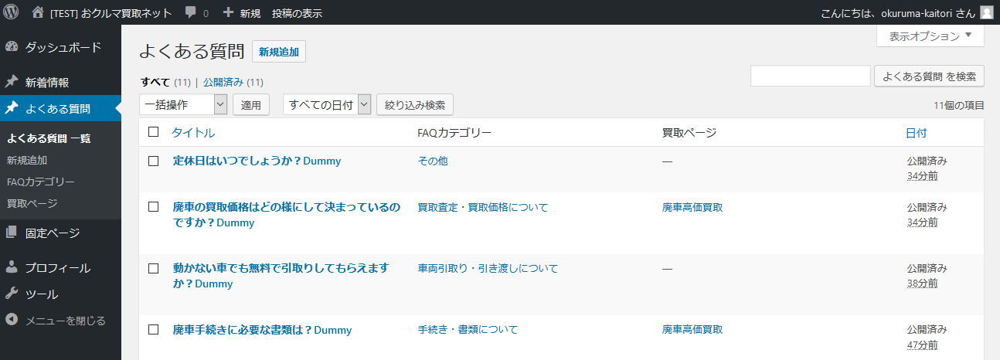 [TEST] おクルマ買取ネット 0 新規 投稿の表示 こんにちは、okuruma-kaitori さん
ダッシュボード
新着情報
よくある質問
よくある質問 一覧
新規追加
FAQカテゴリー
買取ページ
固定ページ
プロフィール
ツール
メニューを閉じる
表示オプション
よくある質問 新規追加
すべて (11) | 公開済み (11)
よくある質問 を検索
一括操作 適用 すべての日付 絞り込み検索 11個の項目
タイトル FAQカテゴリー 買取ページ 日付
定休日はいつでしょうか？Dummy その他 — 公開済み
34分前
廃車の買取価格はどの様にして決まっているの 買取査定・買取価格について 廃車高価買取 公開済み
ですか？Dummy 34分前
動かない車でも無料で引取りしてもらえます 車両引取り・引き渡しについて — 公開済み
か？Dummy 38分前
廃車手続きに必要な書類は？Dummy 手続き・書類について 廃車高価買取 公開済み
47分前